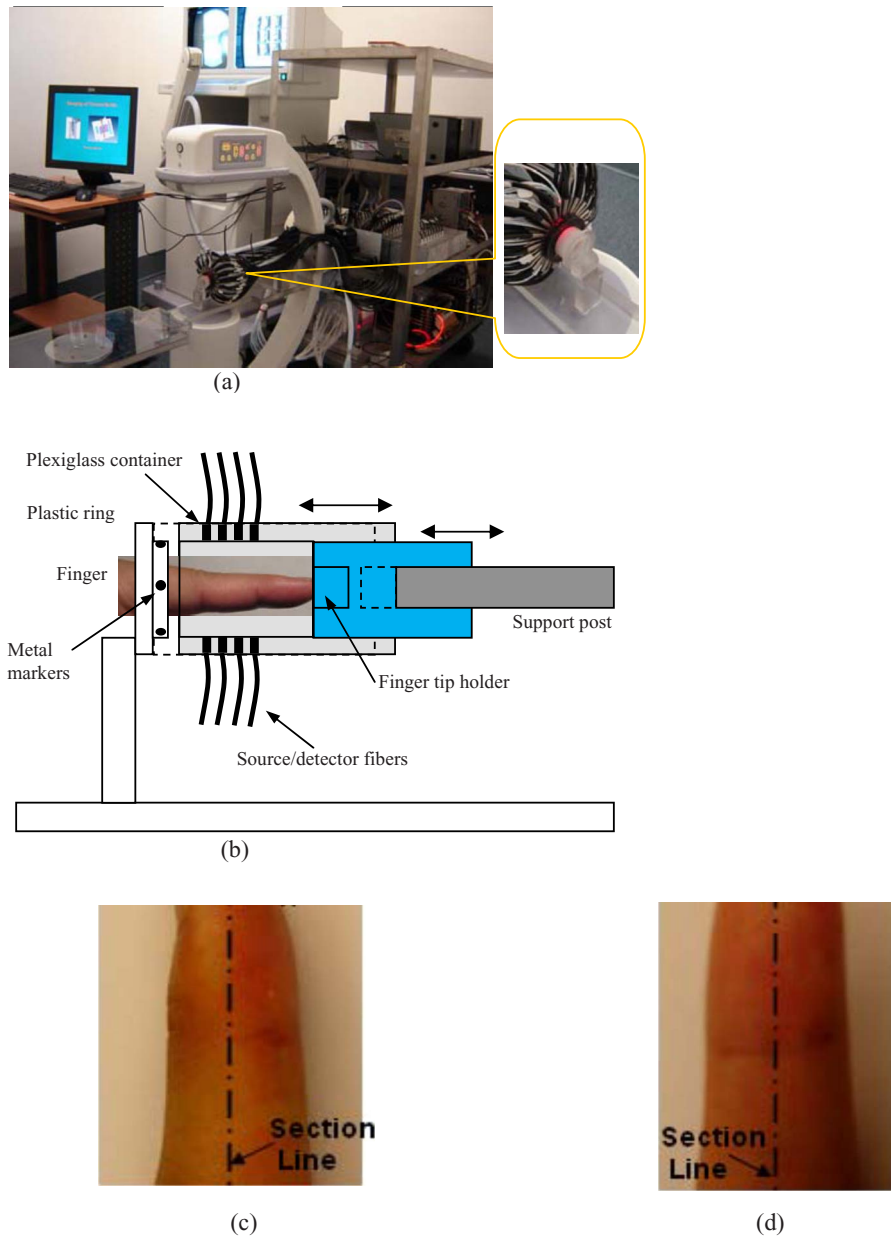 (a)
Plexiglass container
Plastic ring
Finger
Metal
markers
Support post
Finger tip holder
Source/detector fibers
(b)
Section
Line
Section
Line
(c)
(d)